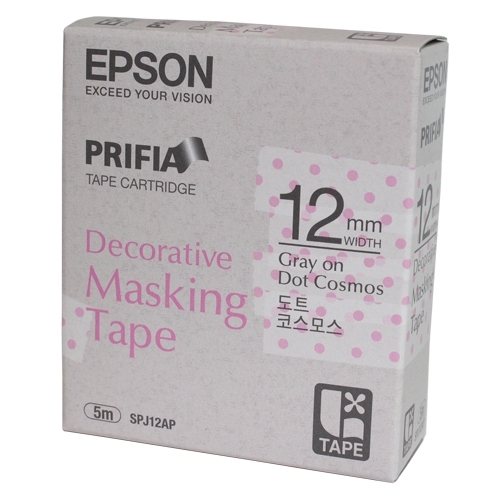 EPSON
EXCEED YOUR VISION
PRIFIA
TAPE CARTRIDGE
12mm
WIDTH
Gray on
Dot Cosmos
도트
코스모스
Decorative
Masking
Tape
5m SPJ12AP
TAPE
EPSON
PRIFIA
12